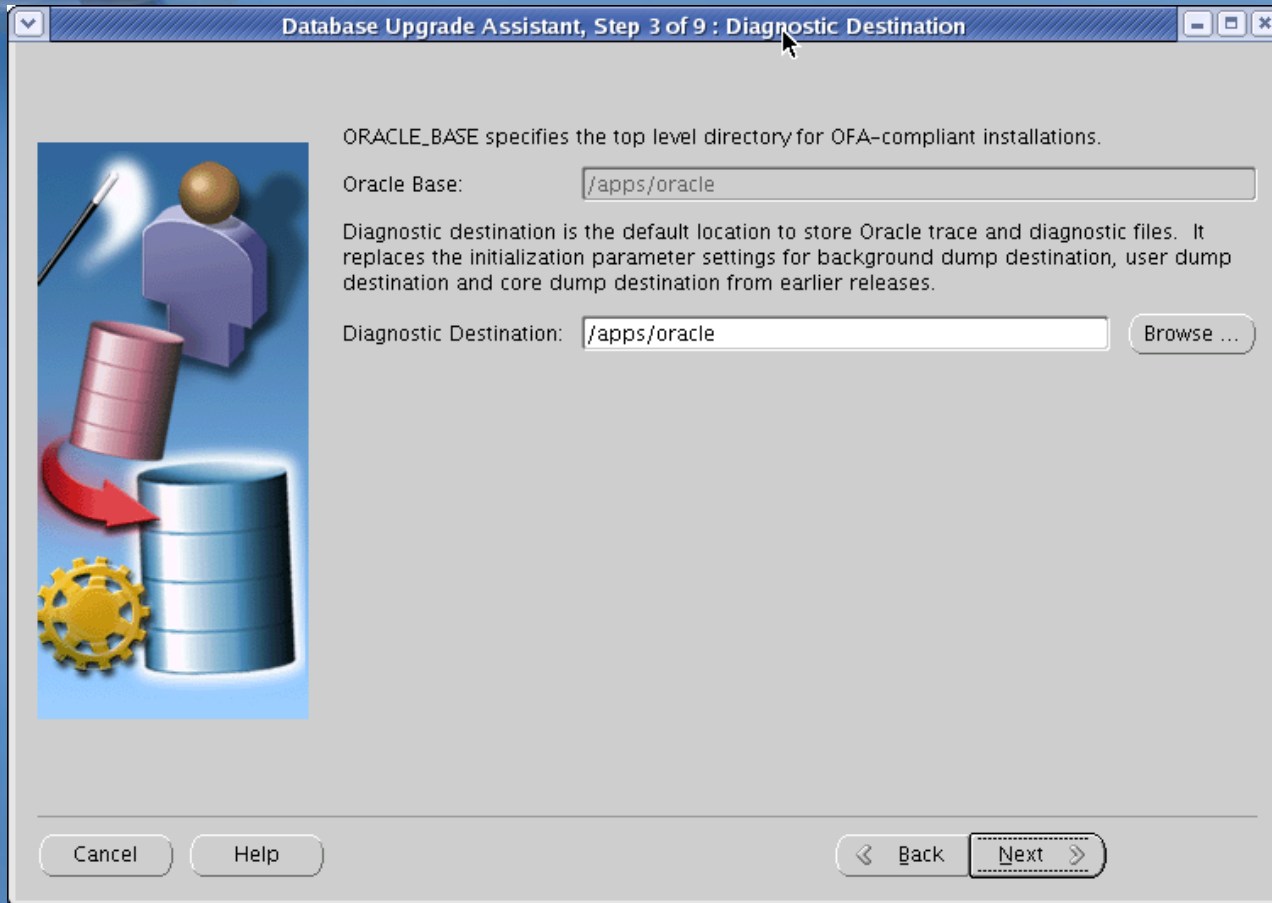 Database Upgrade Assistant, Step 3 of 9 : Diagnostic Destination
ORACLE_BASE specifies the top level directory for OFA-compliant installations.
Oracle Base: /apps/oracle
Diagnostic destination is the default location to store Oracle trace and diagnostic files.  It
replaces the initialization parameter settings for background dump destination, user dump
destination and core dump destination from earlier releases.
Diagnostic Destination: /apps/oracle Browse ...
Cancel Help Back Next